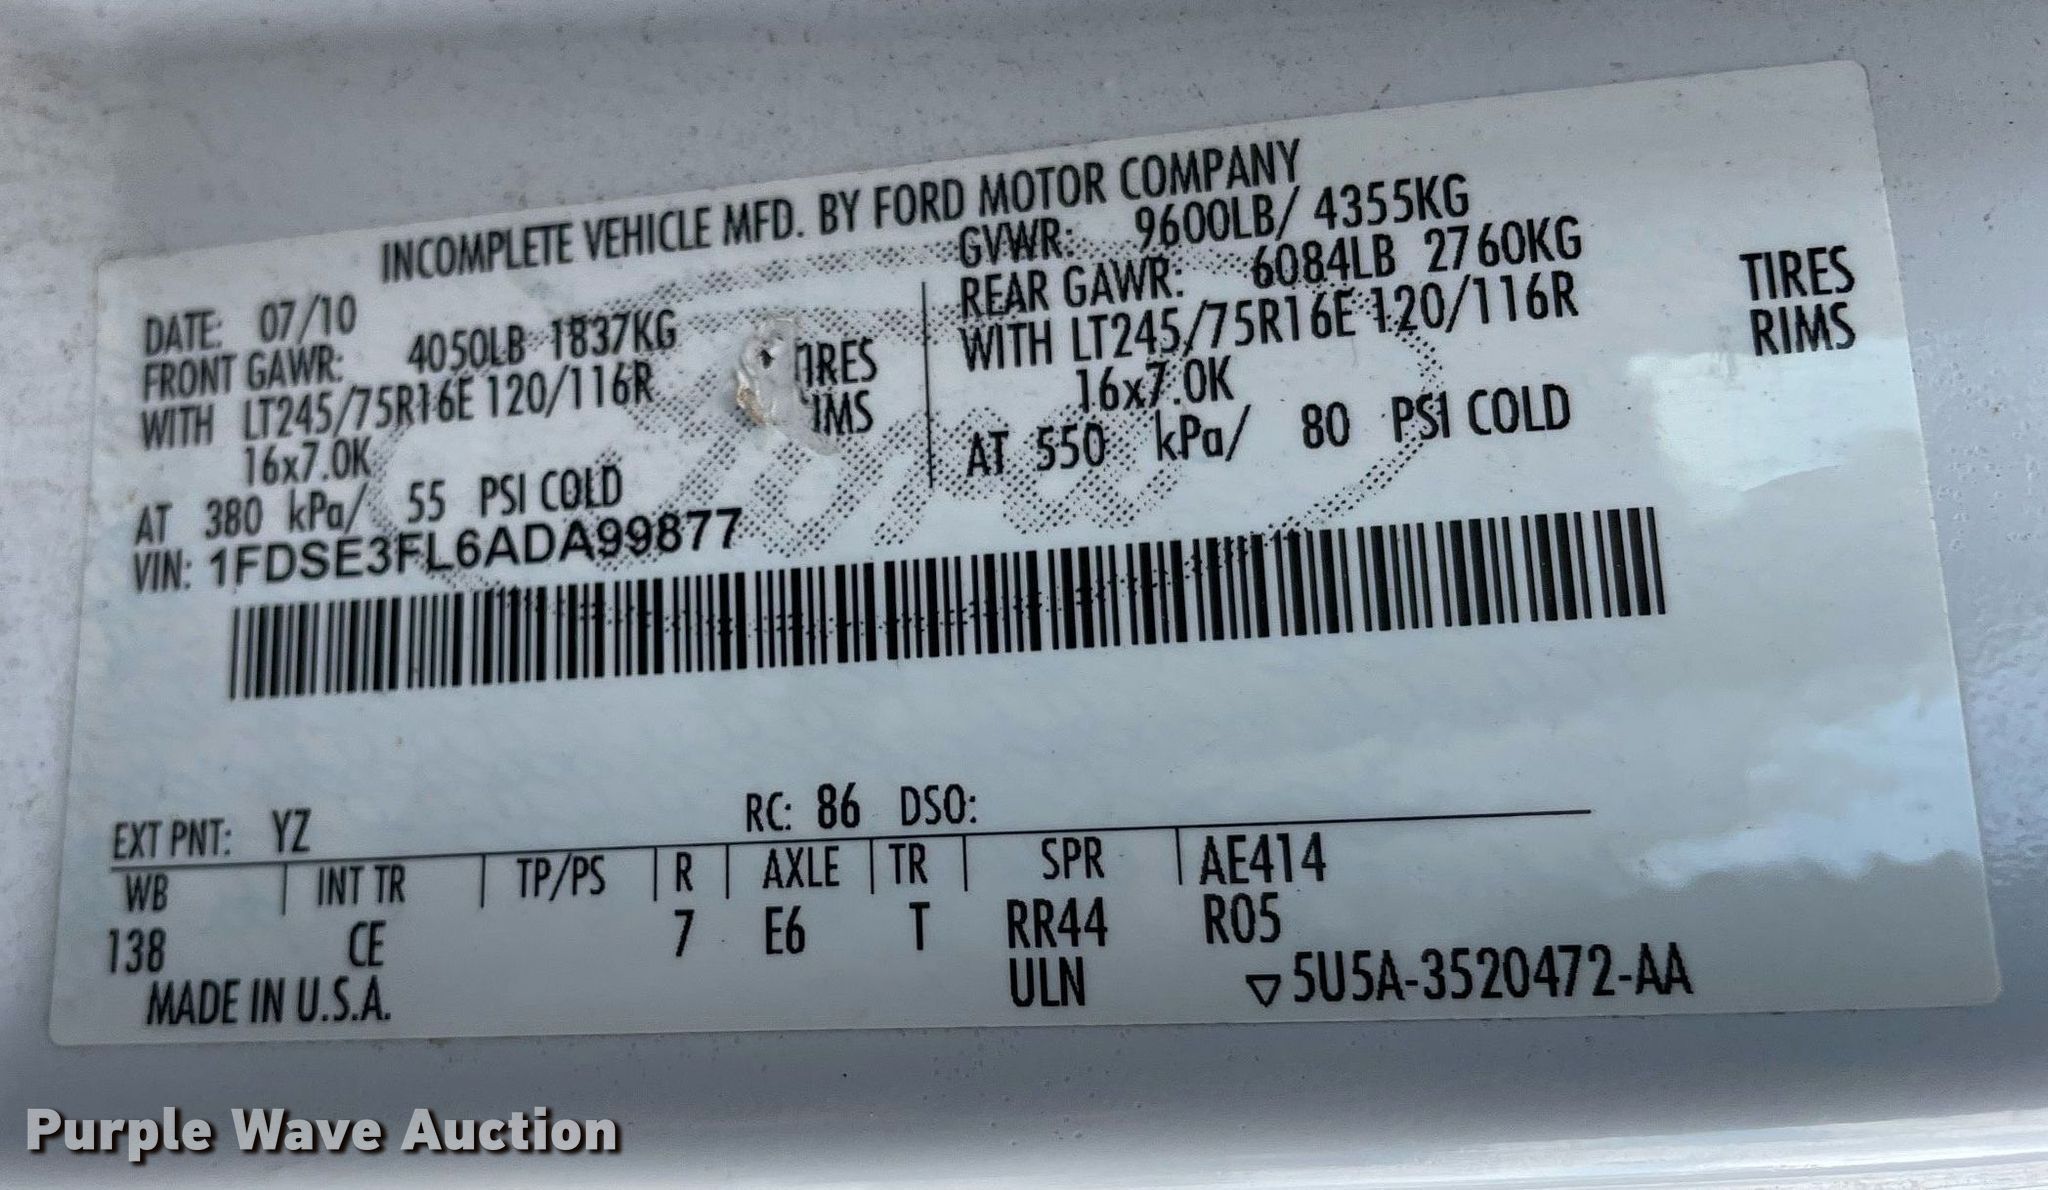 INCOMPLETE VEHICLE MFD. BY FORD MOTOR COMPANY
DATE: 07/10
GVWR: 9600LB/ 4355KG
FRONT GAWR: 4050LB 1837KG
REAR GAWR: 6084LB 2760KG
WITH LT245/75R16E 120/116R TIRES
WITH LT245/75R16E 120/116R TIRES
16x7.0K
16x7.0K RIMS
AT 380 kPa/ 55 PSI COLD
AT 550 kPa/ 80 PSI COLD
VIN: 1FDSE3FL6ADA99877
EXT PNT: YZ RC: 86 DSO:
WB INT TR TP/PS R AXLE TR SPR AE414
138 CE 7 E6 T RR44 R05
ULN
MADE IN U.S.A. ▽5U5A-3520472-AA
Purple Wave Auction